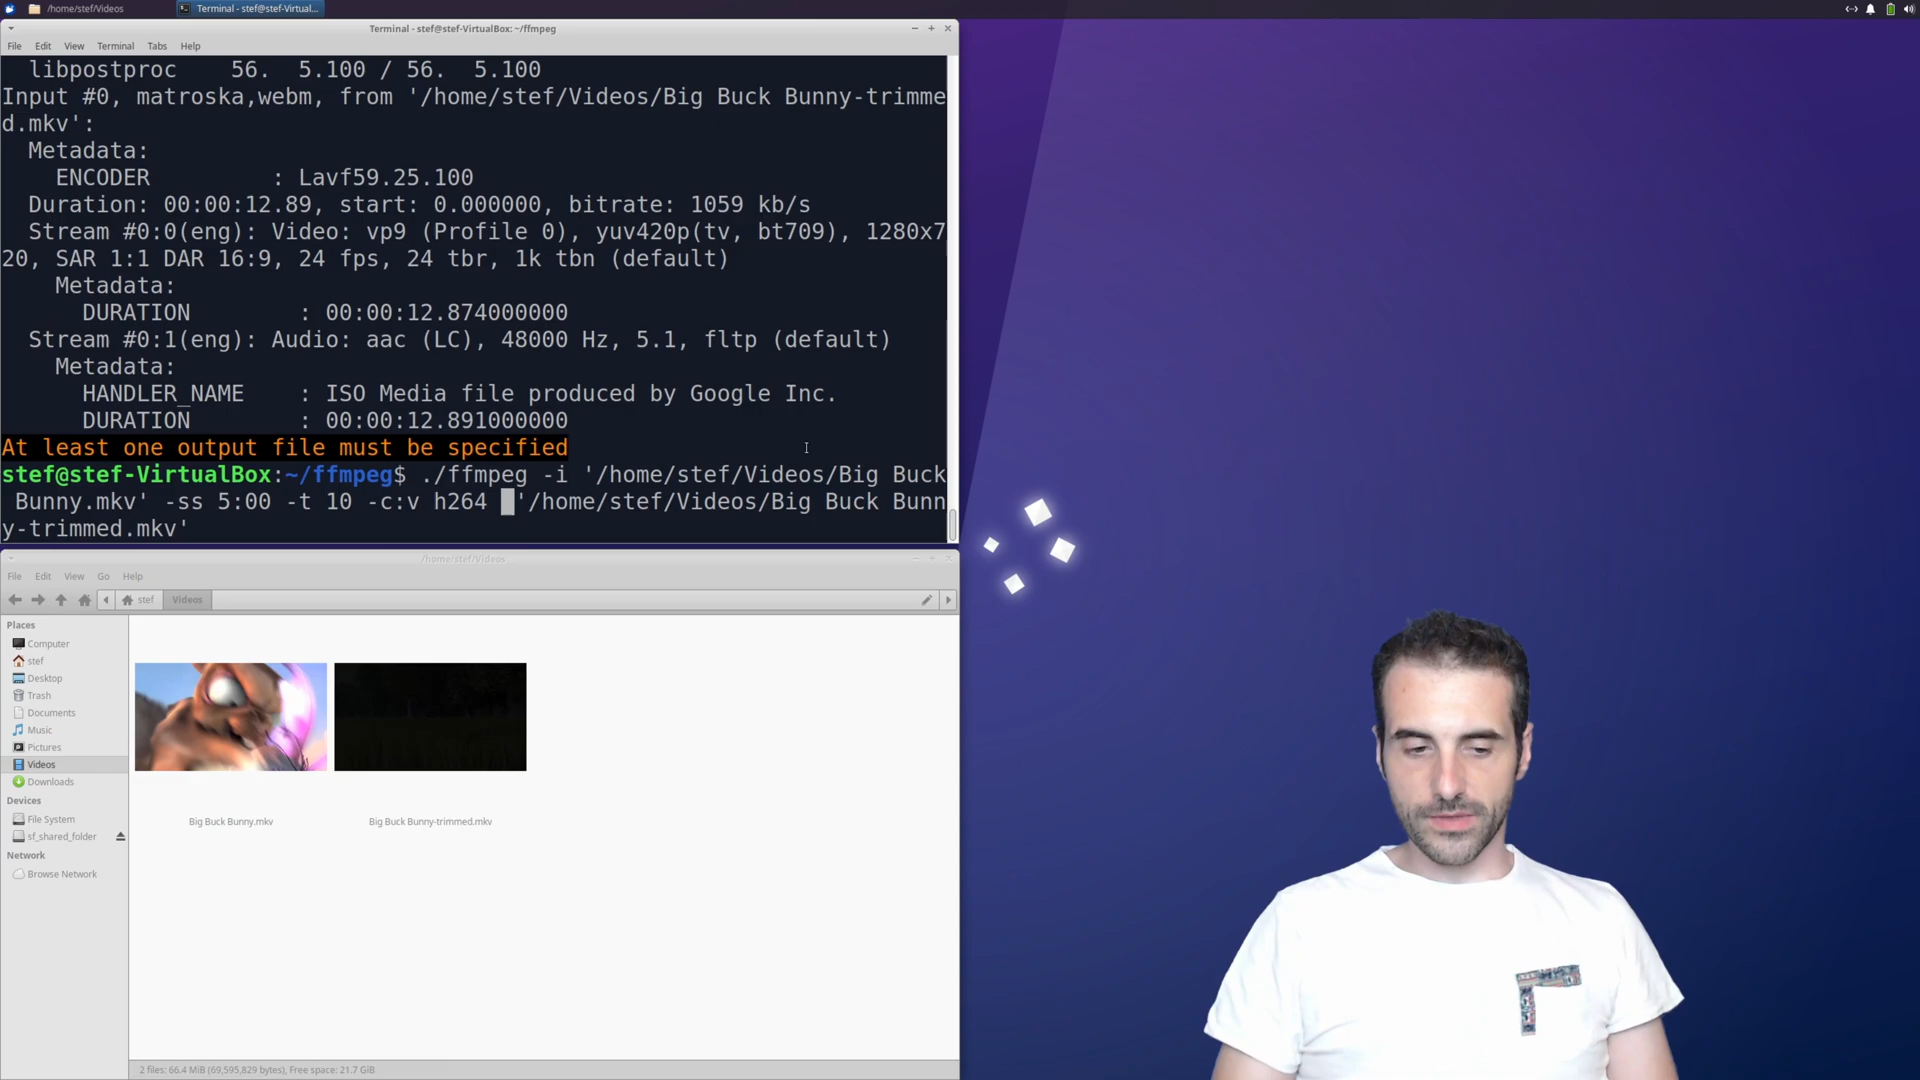 /home/stef/Videos
Terminal - stef@stef-Virtual...
Terminal - stef@stef-VirtualBox: ~/ffmpeg
File Edit View Terminal Tabs Help
libpostproc 56. 5.100 / 56. 5.100
Input #0, matroska,webm, from '/home/stef/Videos/Big Buck Bunny-trimme
d.mkv':
Metadata:
ENCODER : Lavf59.25.100
Duration: 00:00:12.89, start: 0.000000, bitrate: 1059 kb/s
Stream #0:0(eng): Video: vp9 (Profile 0), yuv420p(tv, bt709), 1280x7
20, SAR 1:1 DAR 16:9, 24 fps, 24 tbr, 1k tbn (default)
Metadata:
DURATION : 00:00:12.874000000
Stream #0:1(eng): Audio: aac (LC), 48000 Hz, 5.1, fltp (default)
Metadata:
HANDLER_NAME : ISO Media file produced by Google Inc.
DURATION : 00:00:12.891000000
At least one output file must be specified
stef@stef-VirtualBox:~/ffmpeg$ ./ffmpeg -i '/home/stef/Videos/Big Buck
Bunny.mkv' -ss 5:00 -t 10 -c:v h264 '/home/stef/Videos/Big Buck Bunn
y-trimmed.mkv'
/home/stef/Videos
File Edit View Go Help
stef Videos
Places
Computer
stef
Desktop
Trash
Documents
Music
Pictures
Videos
Downloads
Devices
File System
sf_shared_folder
Network
Browse Network
Big Buck Bunny.mkv
Big Buck Bunny-trimmed.mkv
2 files: 66.4 MiB (69,595,829 bytes), Free space: 21.7 GiB